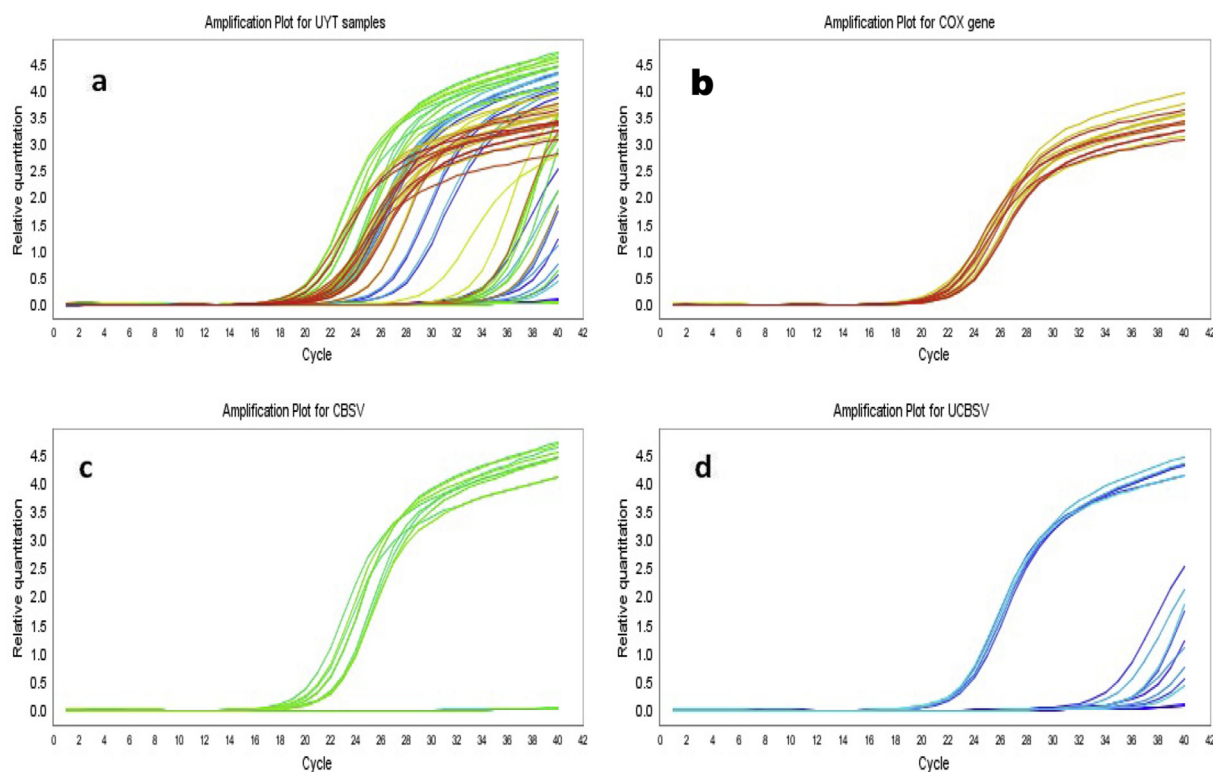 Amplification Plot for UYT samples
a
Relative quantitation
4.5
4.0
3.5
3.0
2.5
2.0
1.5
1.0
0.5
0.0
0 2 4 6 8 10 12 14 16 18 20 22 24 26 28 30 32 34 36 38 40 42
Cycle
Amplification Plot for COX gene
b
Relative quantitation
4.5
4.0
3.5
3.0
2.5
2.0
1.5
1.0
0.5
0.0
0 2 4 6 8 10 12 14 16 18 20 22 24 26 28 30 32 34 36 38 40 42
Cycle
Amplification Plot for CBSV
c
Relative quantitation
4.5
4.0
3.5
3.0
2.5
2.0
1.5
1.0
0.5
0.0
0 2 4 6 8 10 12 14 16 18 20 22 24 26 28 30 32 34 36 38 40 42
Cycle
Amplification Plot for UCBSV
d
Relative quantitation
4.5
4.0
3.5
3.0
2.5
2.0
1.5
1.0
0.5
0.0
0 2 4 6 8 10 12 14 16 18 20 22 24 26 28 30 32 34 36 38 40 42
Cycle